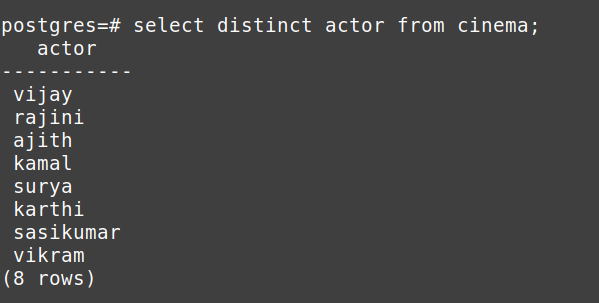 postgres=# select distinct actor from cinema;
   actor
-----------
 vijay
 rajini
 ajith
 kamal
 surya
 karthi
 sasikumar
 vikram
(8 rows)